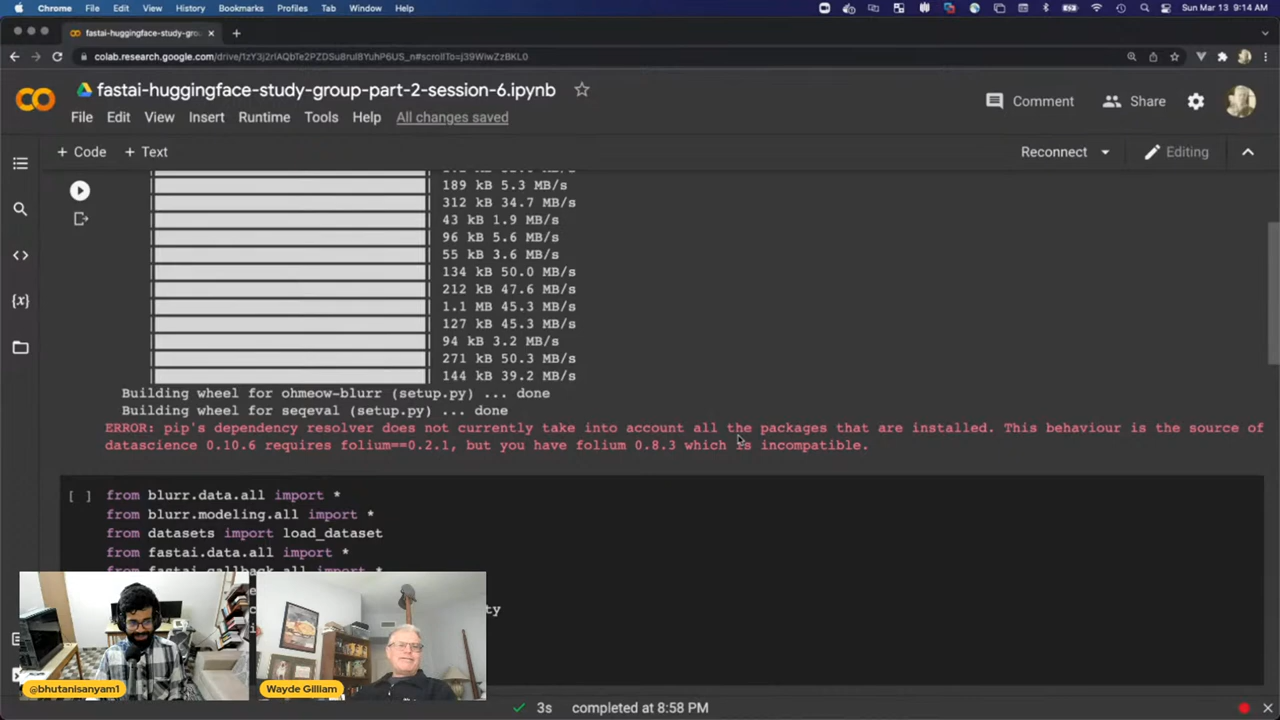 Chrome File Edit View History Bookmarks Profiles Tab Window Help Sun Mar 13 9:14 AM
fastai-huggingface-study-gro
colab.research.google.com/drive/1zY3j2rIAQbTe2PZDSu8ruI8YuhP6US_n#scrollTo=j39WiwZzBKL0
fastai-huggingface-study-group-part-2-session-6.ipynb
Comment Share
File Edit View Insert Runtime Tools Help All changes saved
+ Code + Text Reconnect Editing
189 kB 5.3 MB/s
312 kB 34.7 MB/s
43 kB 1.9 MB/s
96 kB 5.6 MB/s
55 kB 3.6 MB/s
134 kB 50.0 MB/s
212 kB 47.6 MB/s
1.1 MB 45.3 MB/s
127 kB 45.3 MB/s
94 kB 3.2 MB/s
271 kB 50.3 MB/s
144 kB 39.2 MB/s
Building wheel for ohmeow-blurr (setup.py) ... done
Building wheel for seqeval (setup.py) ... done
ERROR: pip's dependency resolver does not currently take into account all the packages that are installed. This behaviour is the source of
datascience 0.10.6 requires folium==0.2.1, but you have folium 0.8.3 which is incompatible.
[ ] from blurr.data.all import *
from blurr.modeling.all import *
from datasets import load_dataset
from fastai.data.all import *
from fastai.callback.all import *
ty
@bhutanisanyam1
Wayde Gilliam
3s completed at 8:58 PM